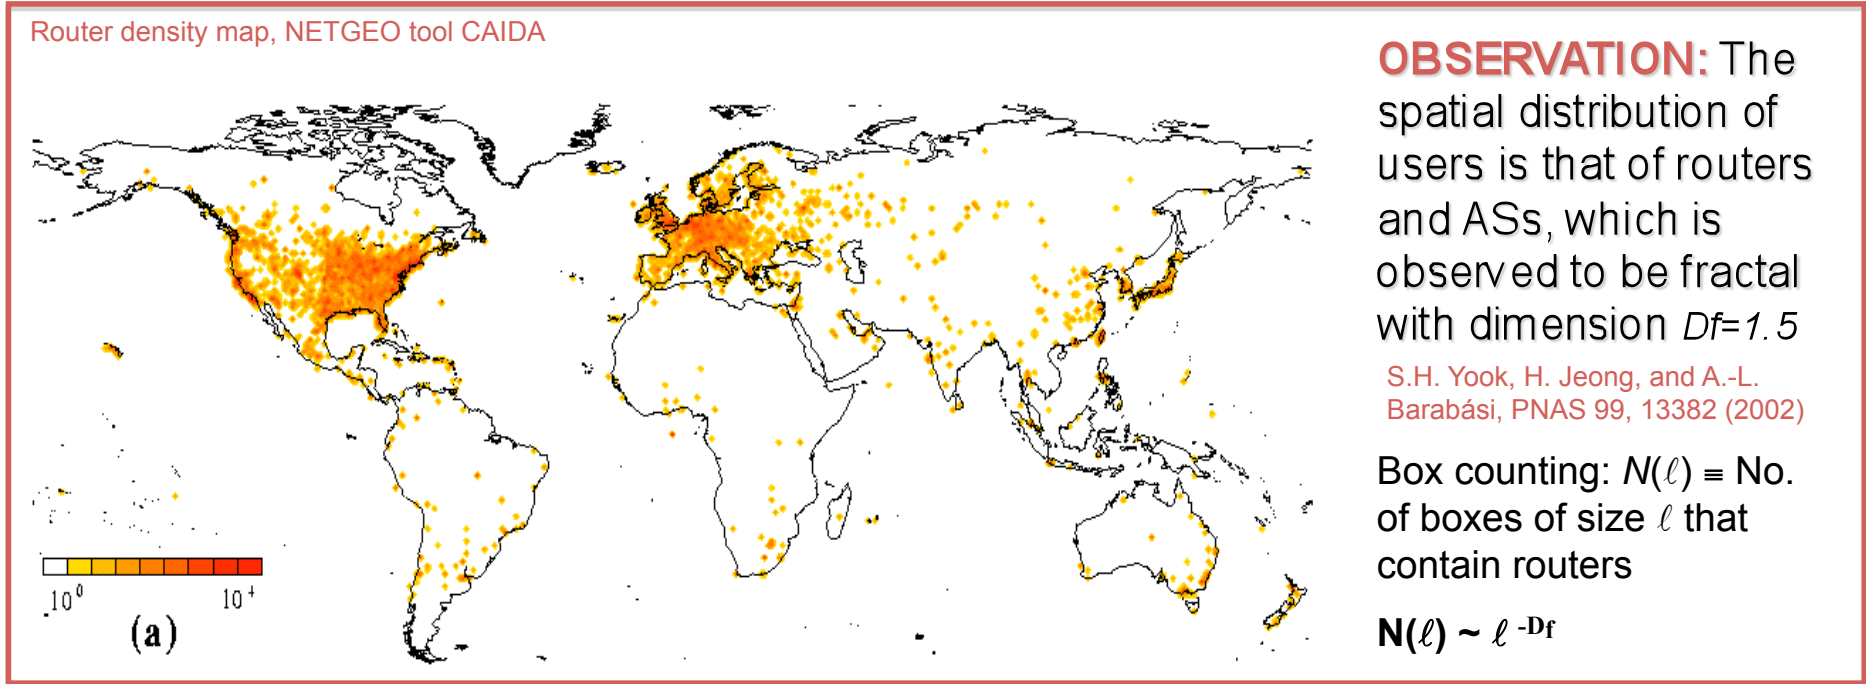 Router density map, NETGEO tool CAIDA
10⁰
10⁴
(a)
OBSERVATION: The
spatial distribution of
users is that of routers
and ASs, which is
observed to be fractal
with dimension Df=1.5
S.H. Yook, H. Jeong, and A.-L.
Barabási, PNAS 99, 13382 (2002)
Box counting: N(ℓ) ≡ No.
of boxes of size ℓ that
contain routers
N(ℓ) ~ ℓ -Df